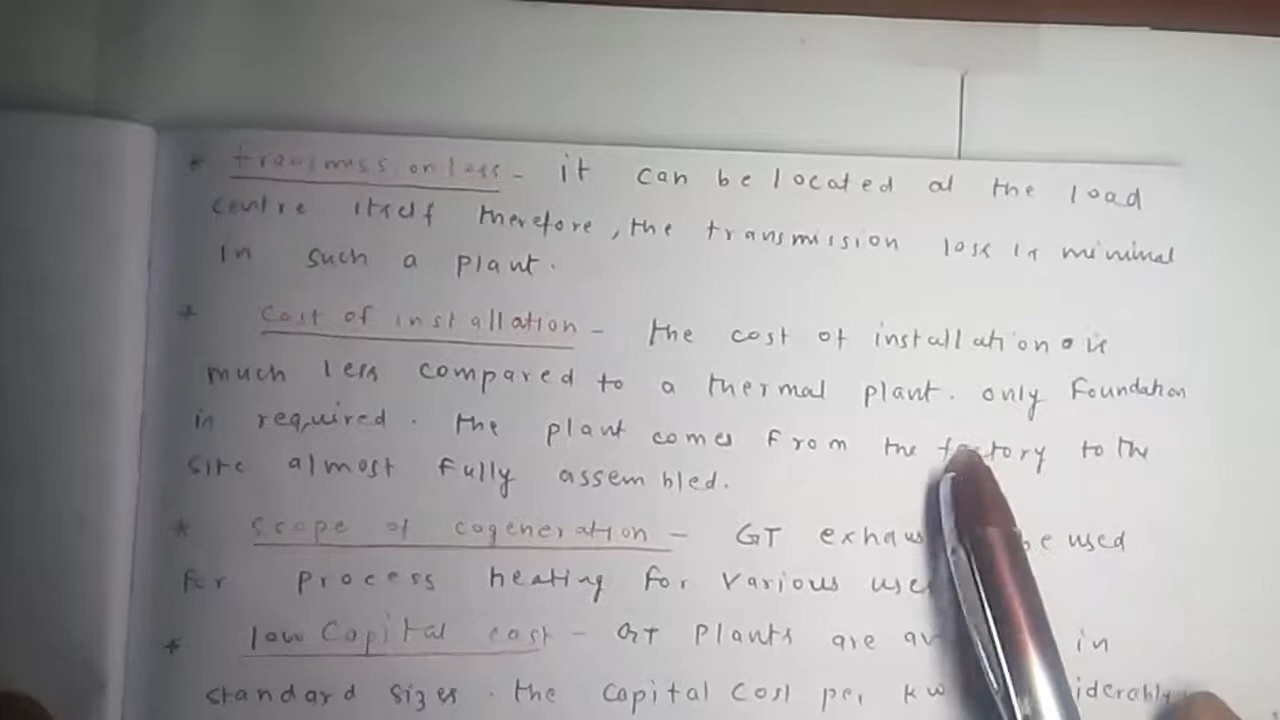 * transmission loss - it can be located at the load
centre itself therefore, the transmission loss is minimal
in such a plant.
* Cost of installation - the cost of installation is
much less compared to a thermal plant. only Foundation
in required. the plant comes from the factory to the
site almost fully assembled.
* Scope of cogeneration - GT be used
for process heating for various
* low Capital cost - GT Plants are in
standard sizes. the capital cost per kw